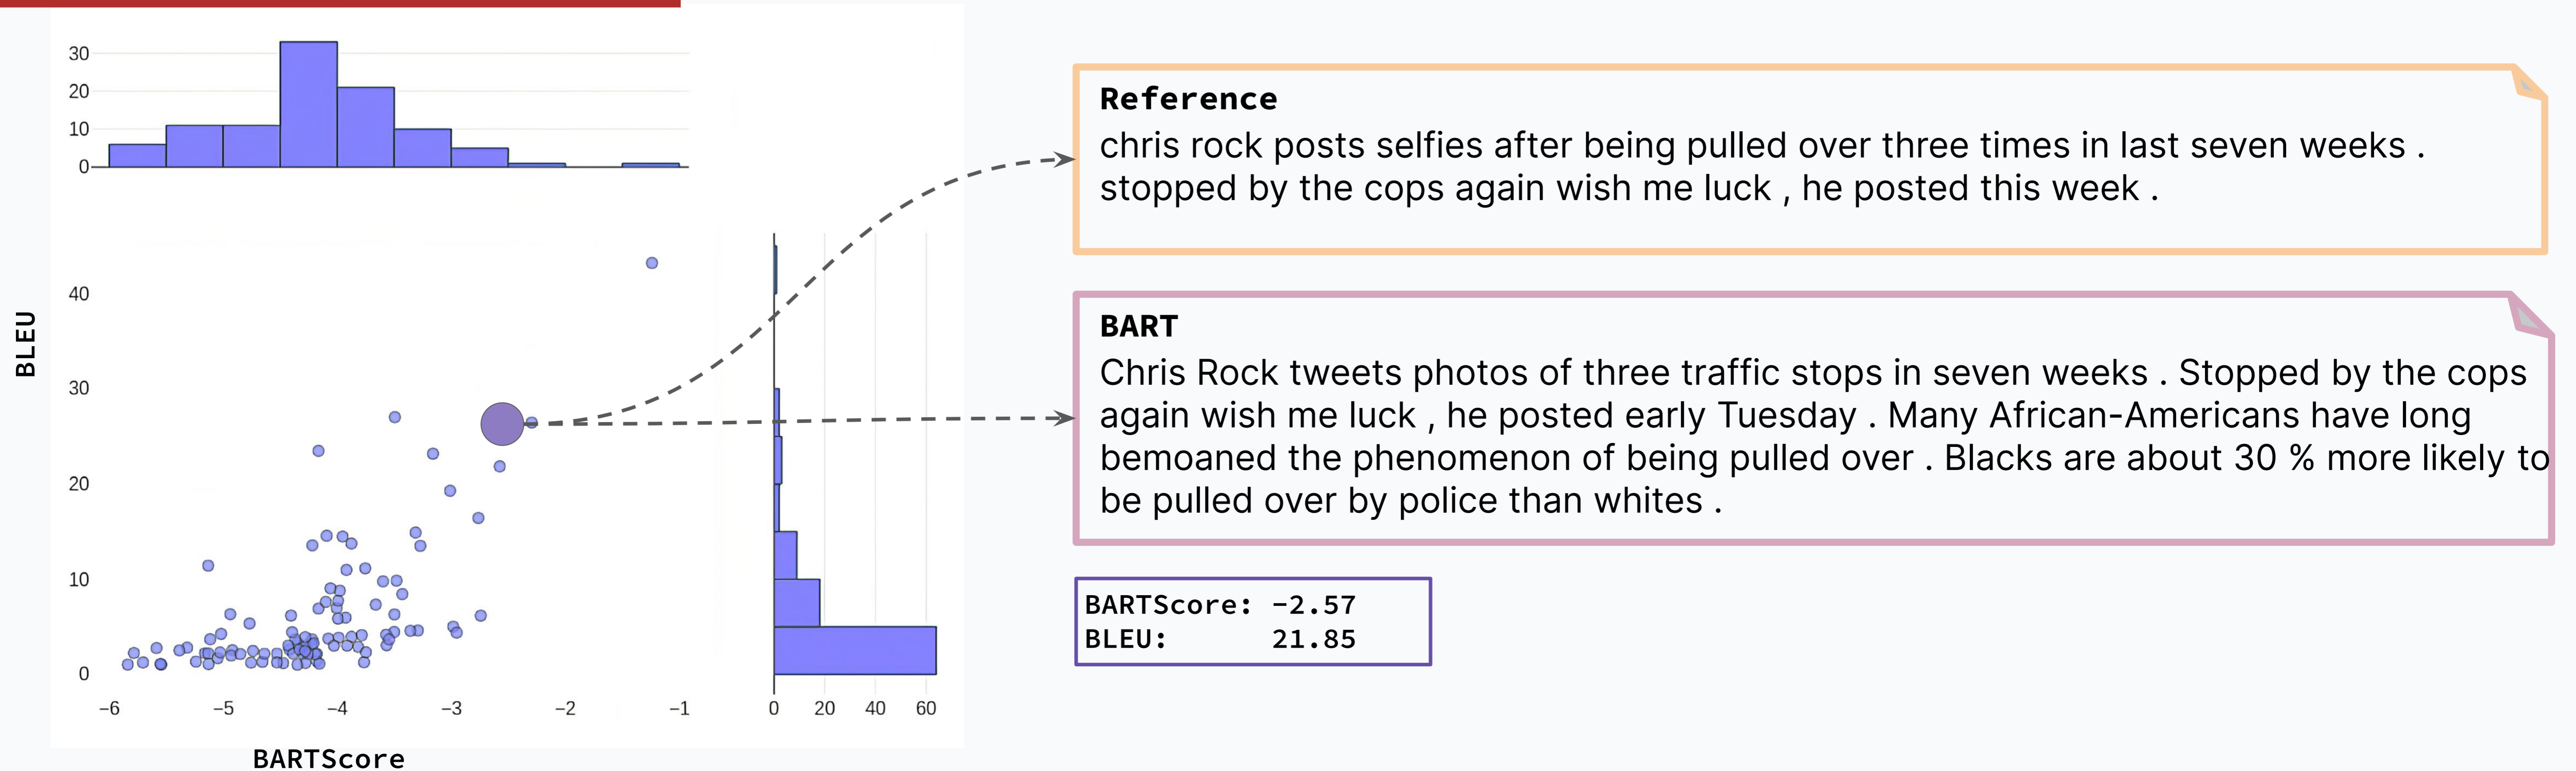 30
20
10
0
BLEU
40
30
20
10
0
−6 −5 −4 −3 −2 −1
0 20 40 60
BARTScore
Reference
chris rock posts selfies after being pulled over three times in last seven weeks .
stopped by the cops again wish me luck , he posted this week .
BART
Chris Rock tweets photos of three traffic stops in seven weeks . Stopped by the cops
again wish me luck , he posted early Tuesday . Many African-Americans have long
bemoaned the phenomenon of being pulled over . Blacks are about 30 % more likely to
be pulled over by police than whites .
BARTScore: −2.57
BLEU: 21.85